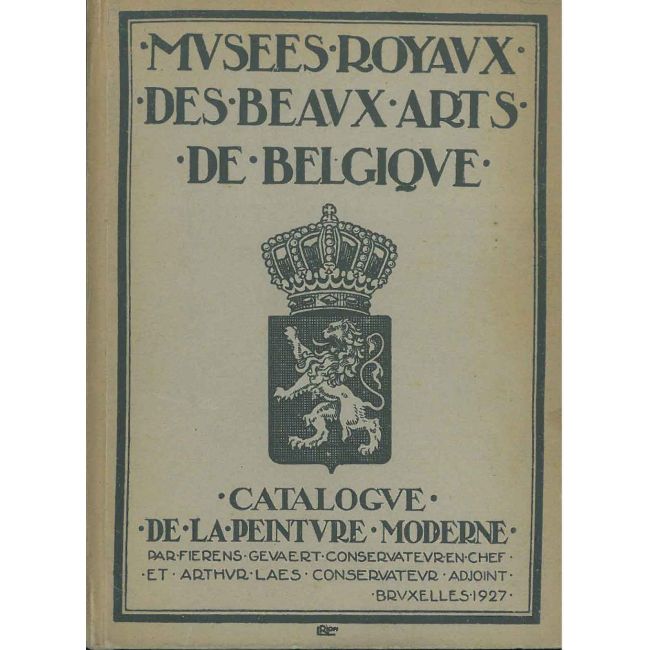 ·MVSEES·ROYAVX·
·DES·BEAVX·ARTS·
·DE·BELGIQVE·
·CATALOGVE·
·DE·LA·PEINTVRE·MODERNE·
PAR·FIERENS·GEVAERT·CONSERVATEVR·EN·CHEF·
·ET·ARTHVR·LAES·CONSERVATEVR·ADJOINT·
·BRVXELLES·1927·